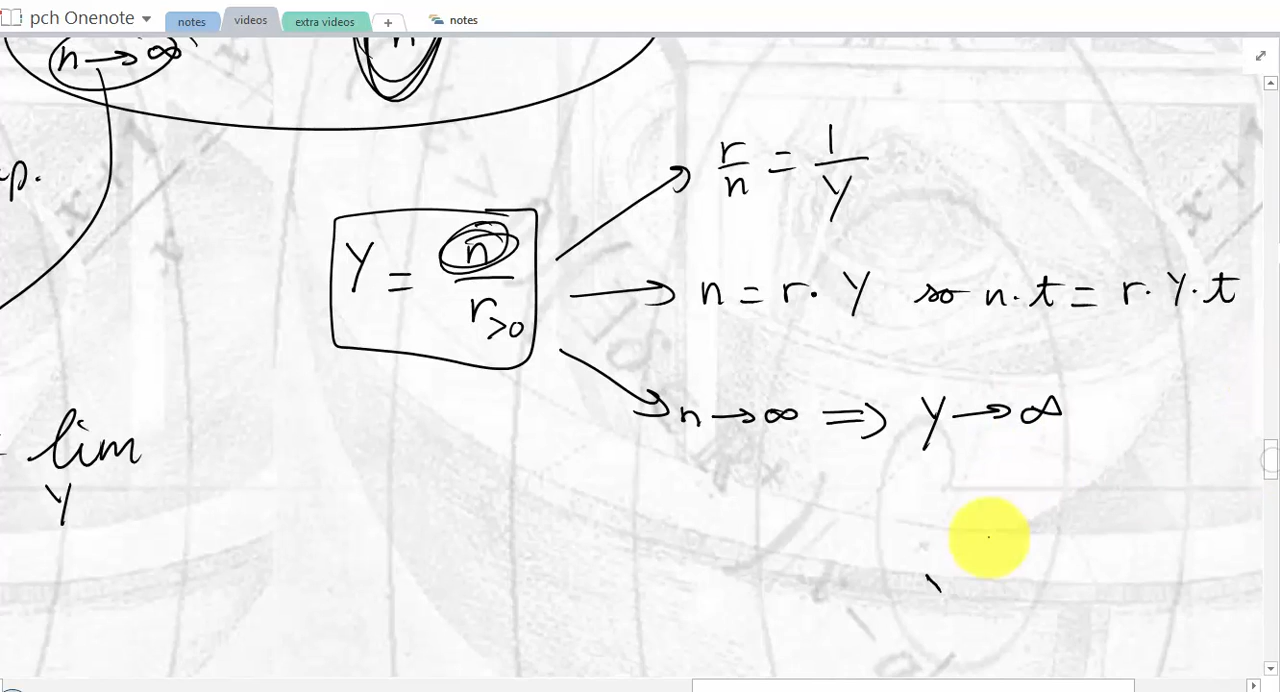 pch Onenote notes videos extra videos + notes
n → ∞
n
p.
r/n = 1/Y
Y = n/r>0
n = r · Y so n · t = r · Y · t
n → ∞ ⇒ Y → ∞
lim
Y